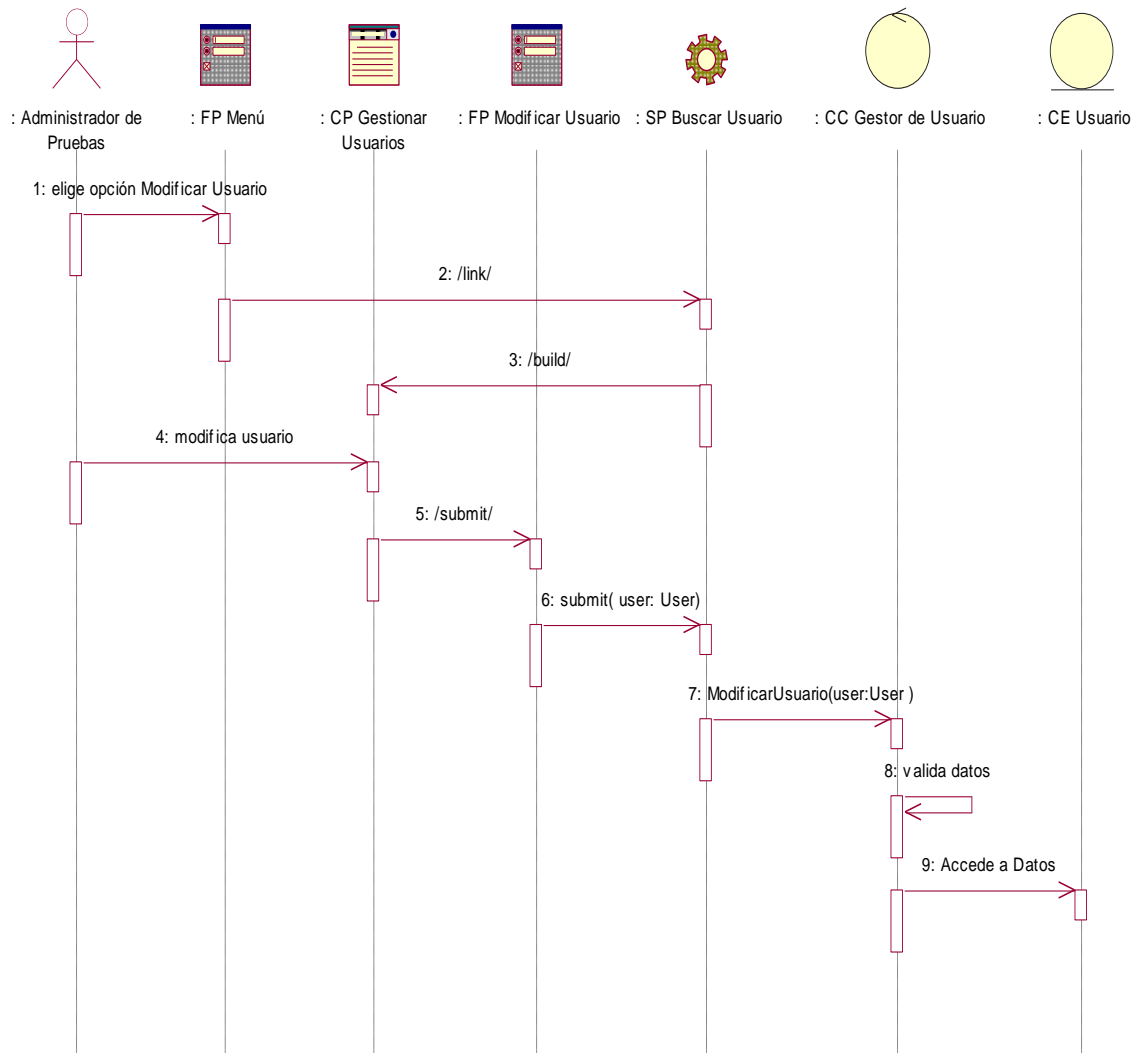 : Administrador de
Pruebas
: FP Menú
: CP Gestionar
Usuarios
: FP Modificar Usuario
: SP Buscar Usuario
: CC Gestor de Usuario
: CE Usuario
1: elige opción Modificar Usuario
2: /link/
3: /build/
4: modifica usuario
5: /submit/
6: submit( user: User)
7: ModificarUsuario(user:User )
8: valida datos
9: Accede a Datos